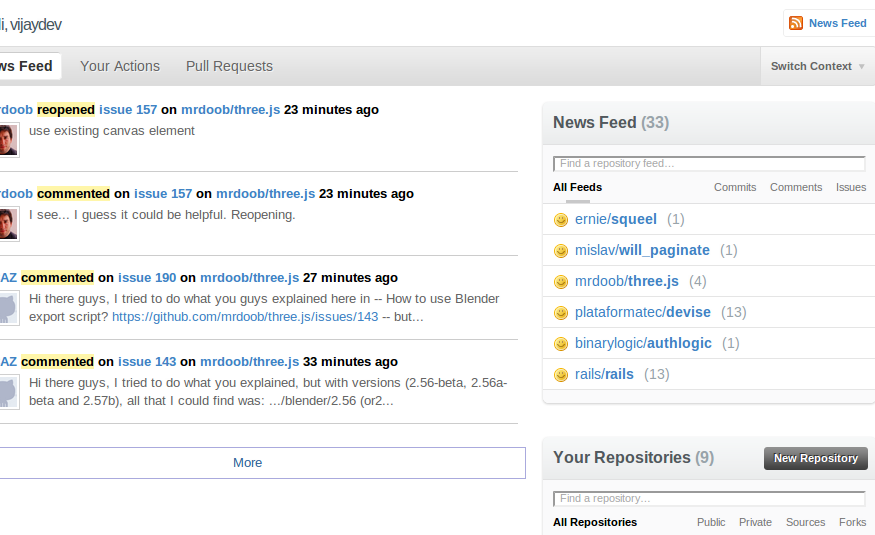 i, vijaydev
News Feed
ws Feed Your Actions Pull Requests Switch Context
rdoob reopened issue 157 on mrdoob/three.js 23 minutes ago
use existing canvas element
rdoob commented on issue 157 on mrdoob/three.js 23 minutes ago
I see... I guess it could be helpful. Reopening.
AZ commented on issue 190 on mrdoob/three.js 27 minutes ago
Hi there guys, I tried to do what you guys explained here in -- How to use Blender
export script? https://github.com/mrdoob/three.js/issues/143 -- but…
AZ commented on issue 143 on mrdoob/three.js 33 minutes ago
Hi there guys, I tried to do what you explained, but with versions (2.56-beta, 2.56a-
beta and 2.57b), all that I could find was: .../blender/2.56 (or2…
More
News Feed (33)
Find a repository feed…
All Feeds Commits Comments Issues
ernie/squeel (1)
mislav/will_paginate (1)
mrdoob/three.js (4)
plataformatec/devise (13)
binarylogic/authlogic (1)
rails/rails (13)
Your Repositories (9) New Repository
Find a repository…
All Repositories Public Private Sources Forks